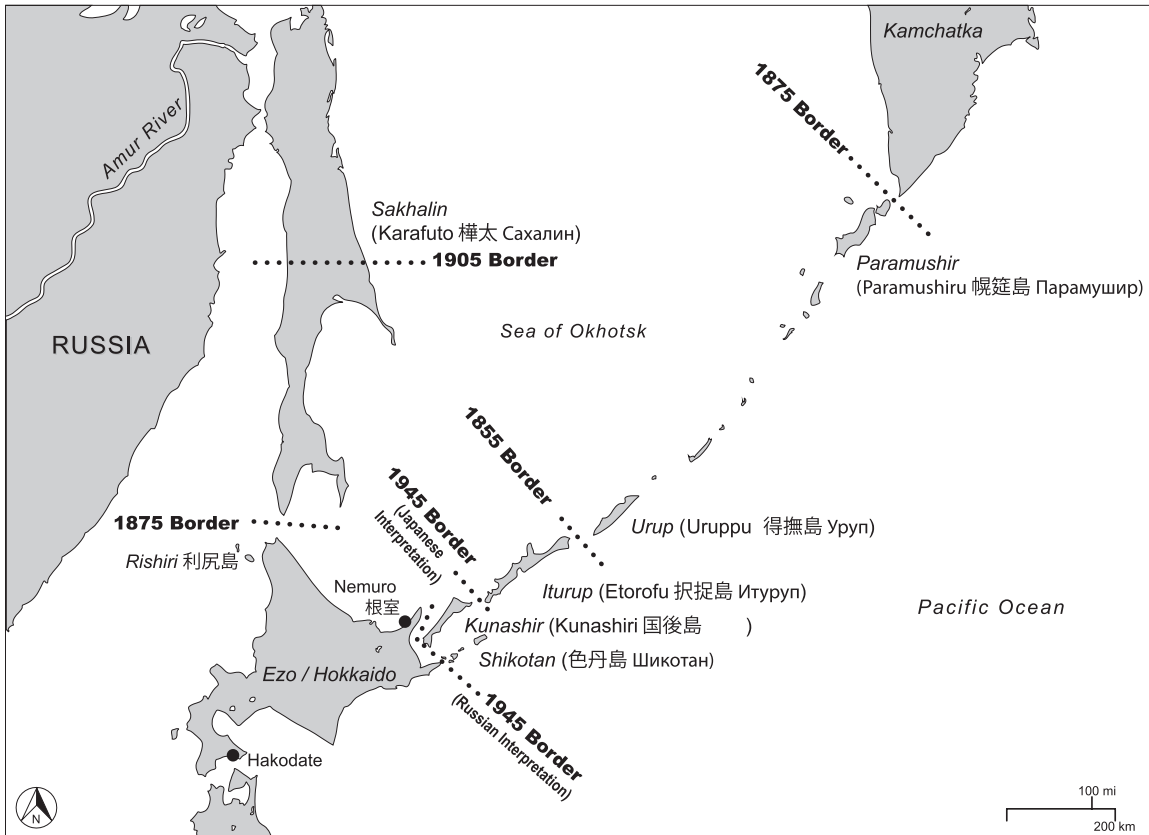 Kamchatka
1875 Border
Amur River
Sakhalin
(Karafuto 樺太 Сахалин)
1905 Border
Paramushir
(Paramushiru 幌筵島 Парамушир)
Sea of Okhotsk
RUSSIA
1855 Border
1945 Border
(Japanese
Interpretation)
1875 Border
Urup (Uruppu 得撫島 Уруп)
Rishiri 利尻島
Nemuro
根室
Iturup (Etorofu 択捉島 Итуруп)
Pacific Ocean
Kunashir (Kunashiri 国後島 )
Shikotan (色丹島 Шикотан)
Ezo / Hokkaido
1945 Border
(Russian Interpretation)
Hakodate
N
100 mi
200 km